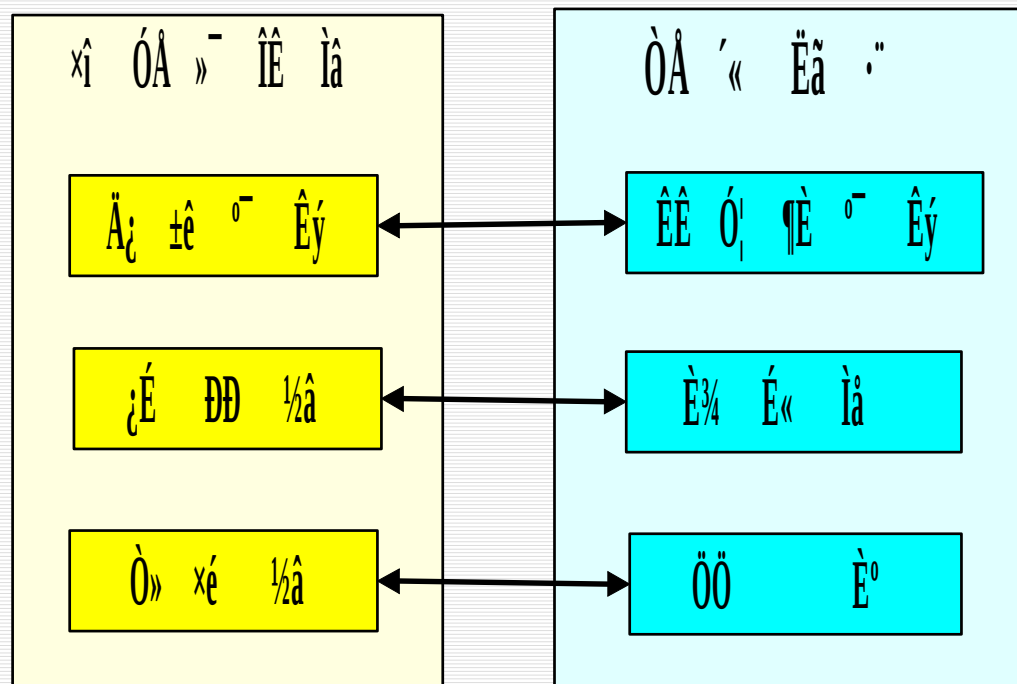 ×î ÓÅ »¯ ÎÊ Ìâ
Ä¿ ±ê º¯ Êý
¿É ÐÐ ½â
Ò» ×é ½â
ÒÅ ´« Ëã ·¨
ÊÊ Ó¦ ¶È º¯ Êý
È¾ É« Ìå
ÖÖ Èº